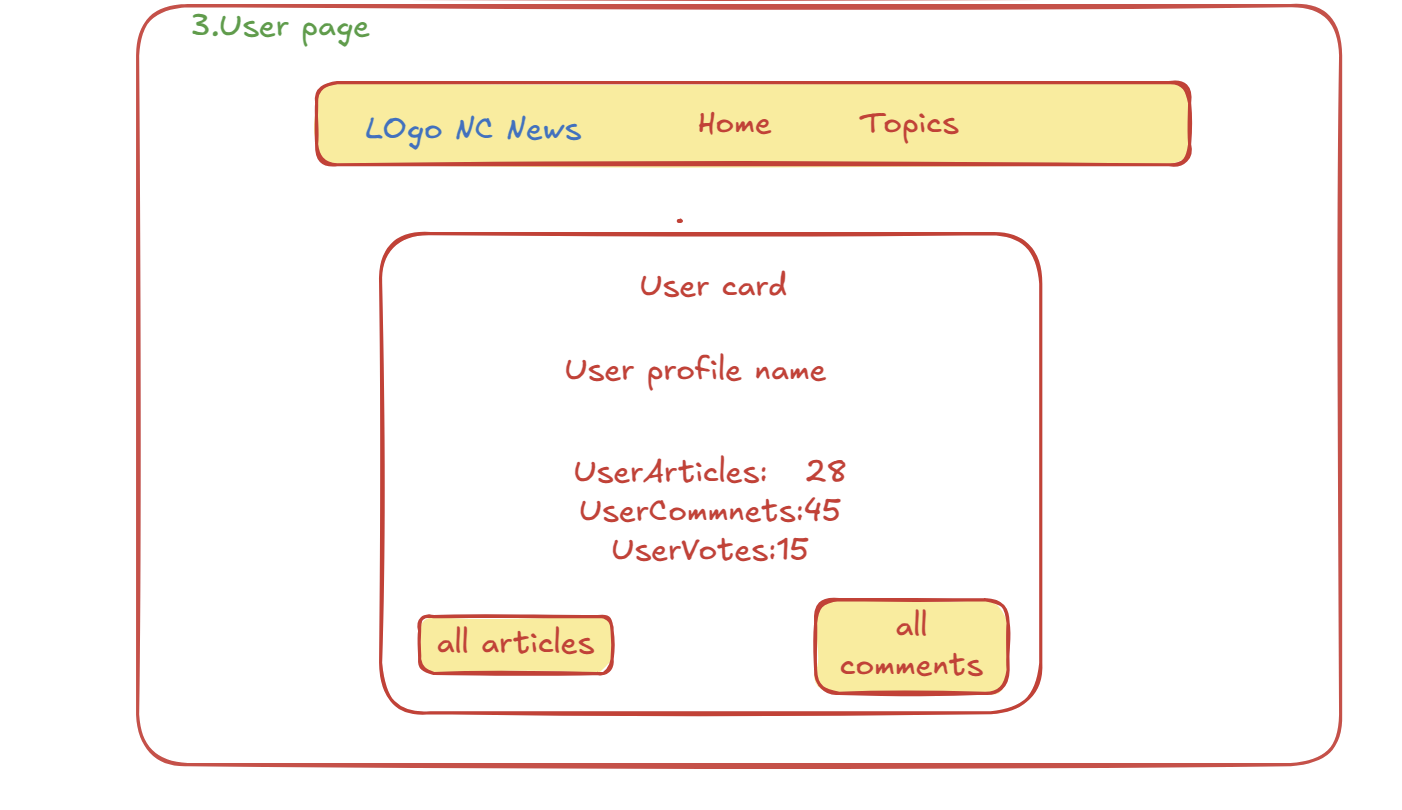 3.User page
LOgo NC News Home Topics
User card
User profile name
UserArticles: 28
UserCommnets:45
UserVotes:15
all articles
all
comments